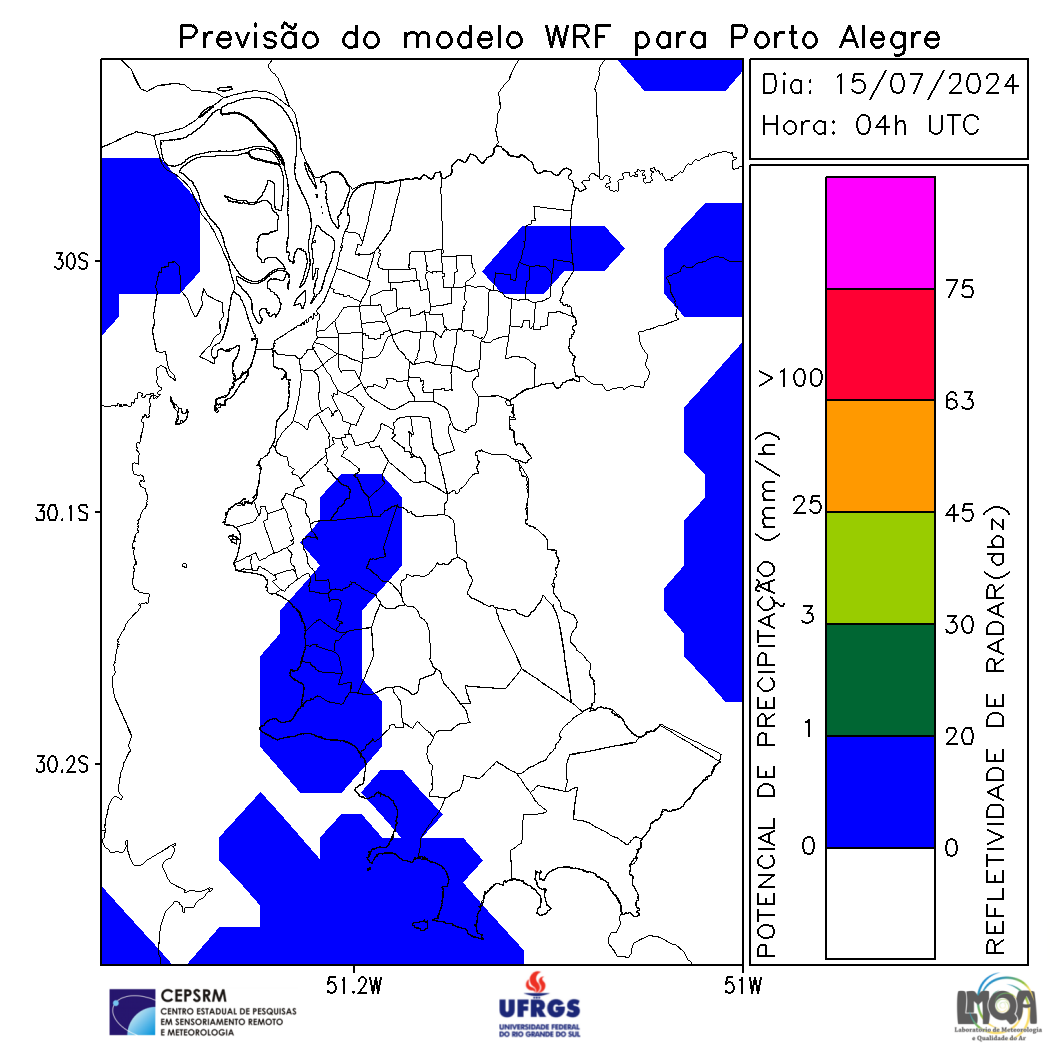 Previsão do modelo WRF para Porto Alegre
Dia: 15/07/2024
Hora: 04h UTC
30S
30.1S
30.2S
51.2W
51W
POTENCIAL DE PRECIPITAÇÃO (mm/h)
>100
25
3
1
0
75
63
45
30
20
0
REFLETIVIDADE DE RADAR(dbz)
CEPSRM
CENTRO ESTADUAL DE PESQUISAS
EM SENSORIAMENTO REMOTO
E METEOROLOGIA
UFRGS
UNIVERSIDADE FEDERAL
DO RIO GRANDE DO SUL
LMQA
Laboratório de Meteorologia
e Qualidade do Ar